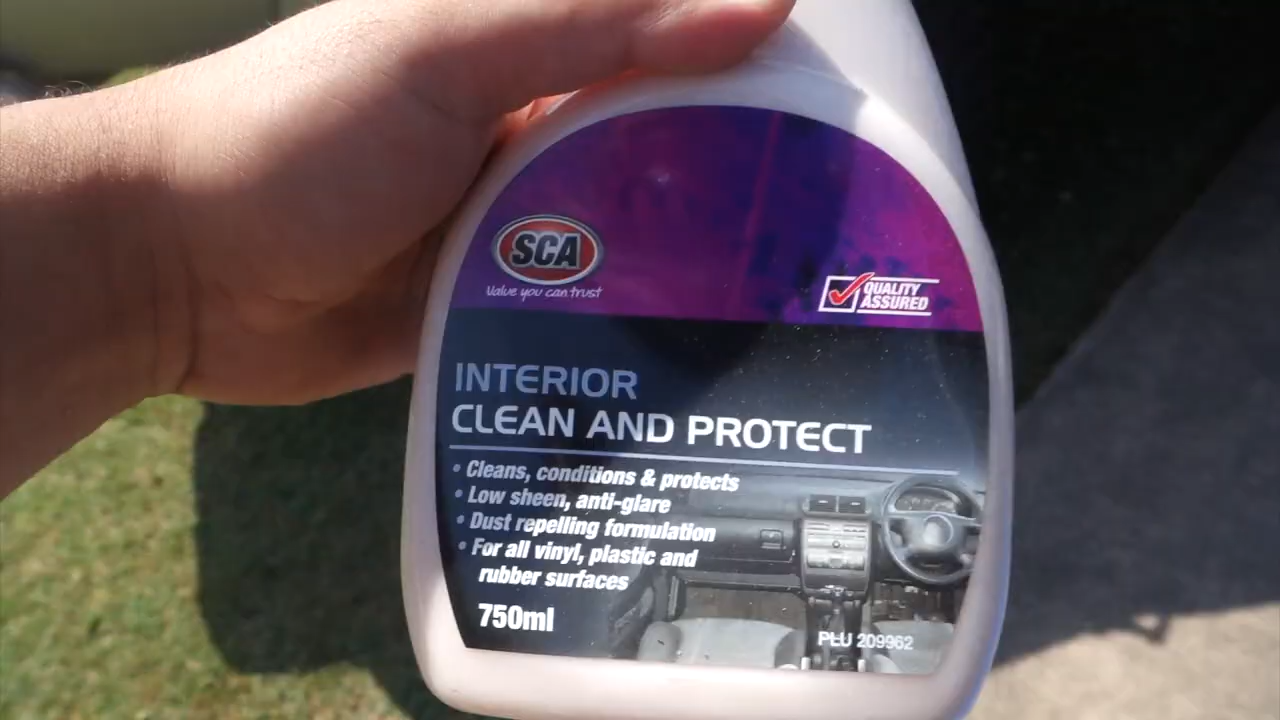 SCA
Value you can trust
QUALITY
ASSURED
INTERIOR
CLEAN AND PROTECT
• Cleans, conditions & protects
• Low sheen, anti-glare
• Dust repelling formulation
• For all vinyl, plastic and
rubber surfaces
750ml
PLU 209962